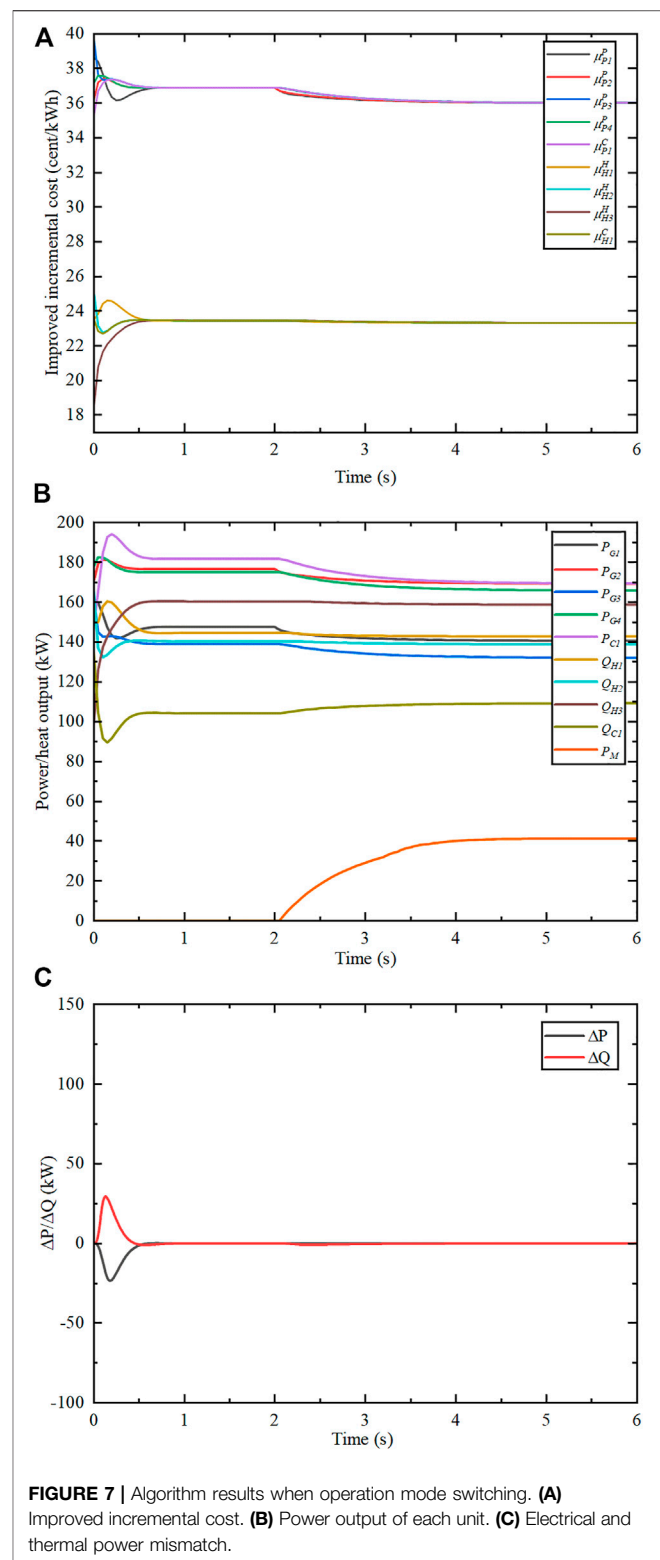 A
40
38
36
34
32
30
28
26
24
22
20
18
Improved incremental cost (cent/kWh)
0 1 2 3 4 5 6
Time (s)
μ^P_P1
μ^P_P2
μ^P_P3
μ^P_P4
μ^C_P1
μ^H_H1
μ^H_H2
μ^H_H3
μ^C_H1
B
200
180
160
140
120
100
80
60
40
20
0
Power/heat output (kW)
0 1 2 3 4 5 6
Time (s)
P_G1
P_G2
P_G3
P_G4
P_C1
Q_H1
Q_H2
Q_H3
Q_C1
P_M
C
150
100
50
0
-50
-100
ΔP/ΔQ (kW)
0 1 2 3 4 5 6
Time (s)
ΔP
ΔQ
FIGURE 7 | Algorithm results when operation mode switching. (A)
Improved incremental cost. (B) Power output of each unit. (C) Electrical and
thermal power mismatch.